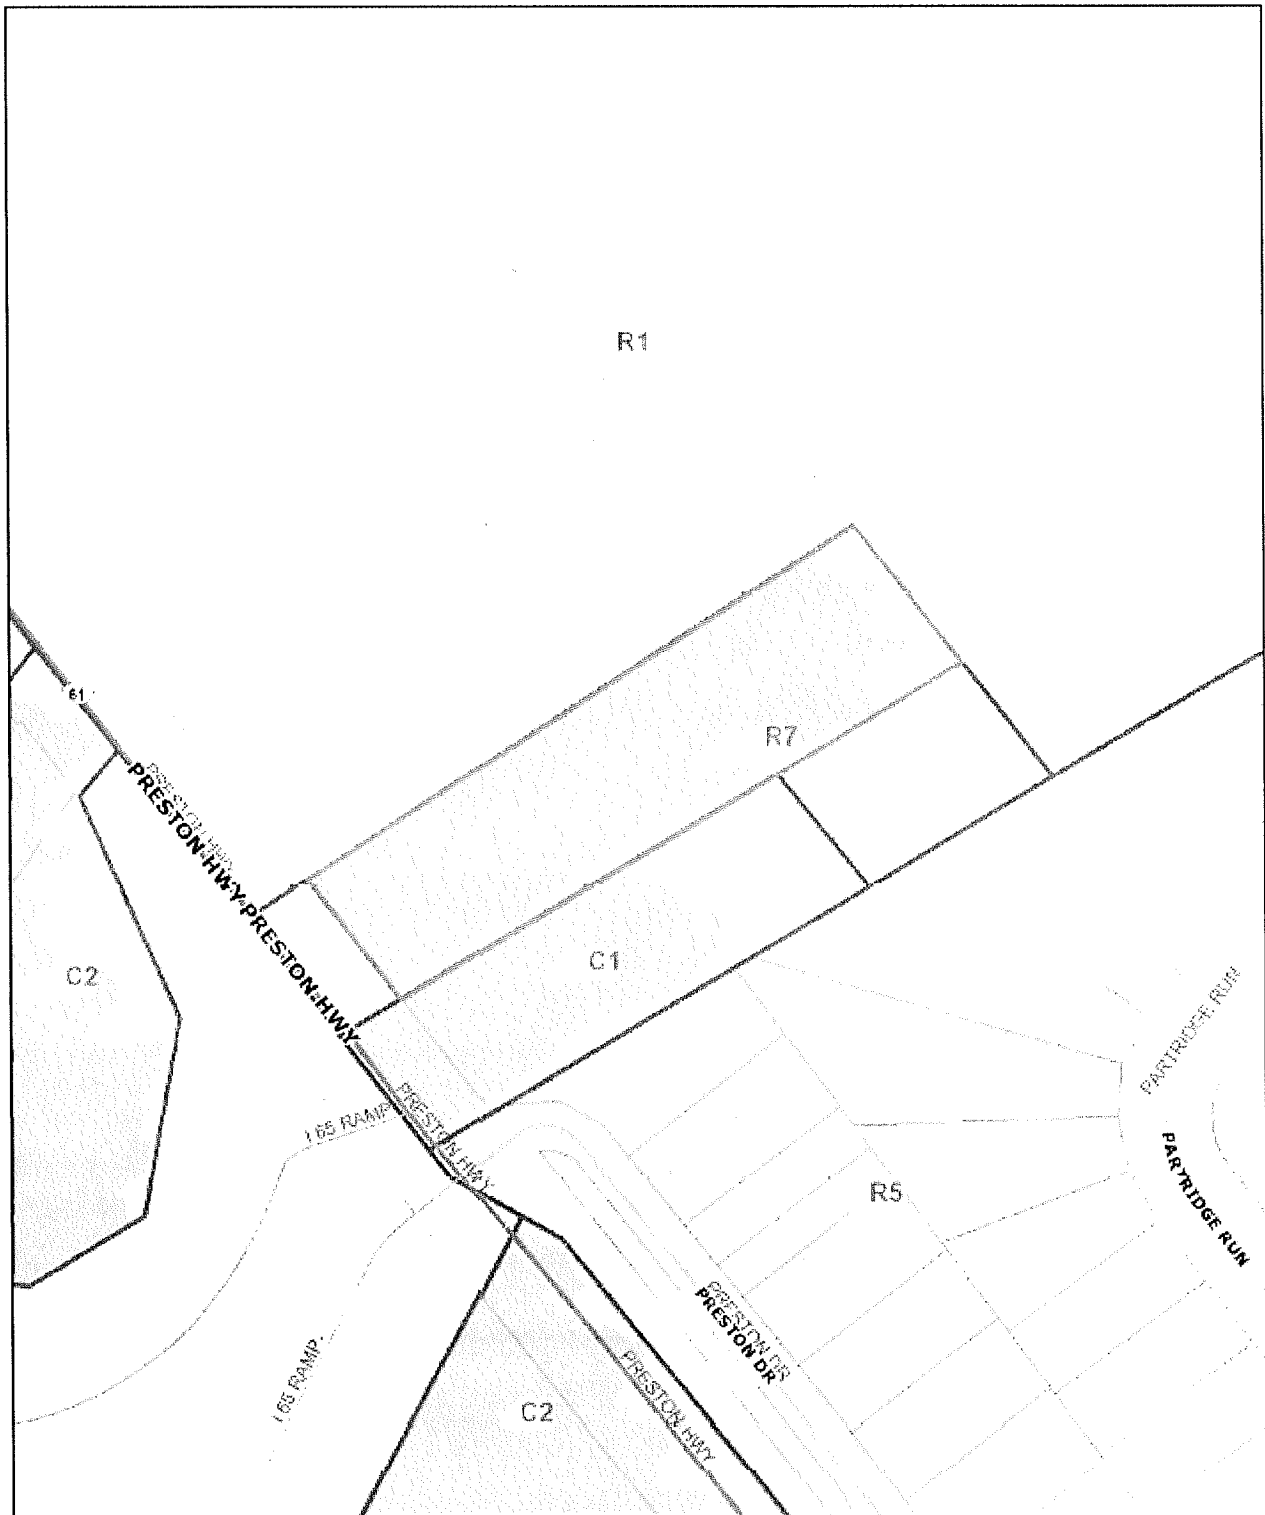 R1
61
R7
PRESTON HWY
PRESTON HWY
PRESTON HWY
C1
C2
PARTRIDGE RUN
I 65 RAMP
PRESTON HWY
PARTRIDGE RUN
R5
PRESTON DR
PRESTON DR
I 65 RAMP
PRESTON HWY
C2